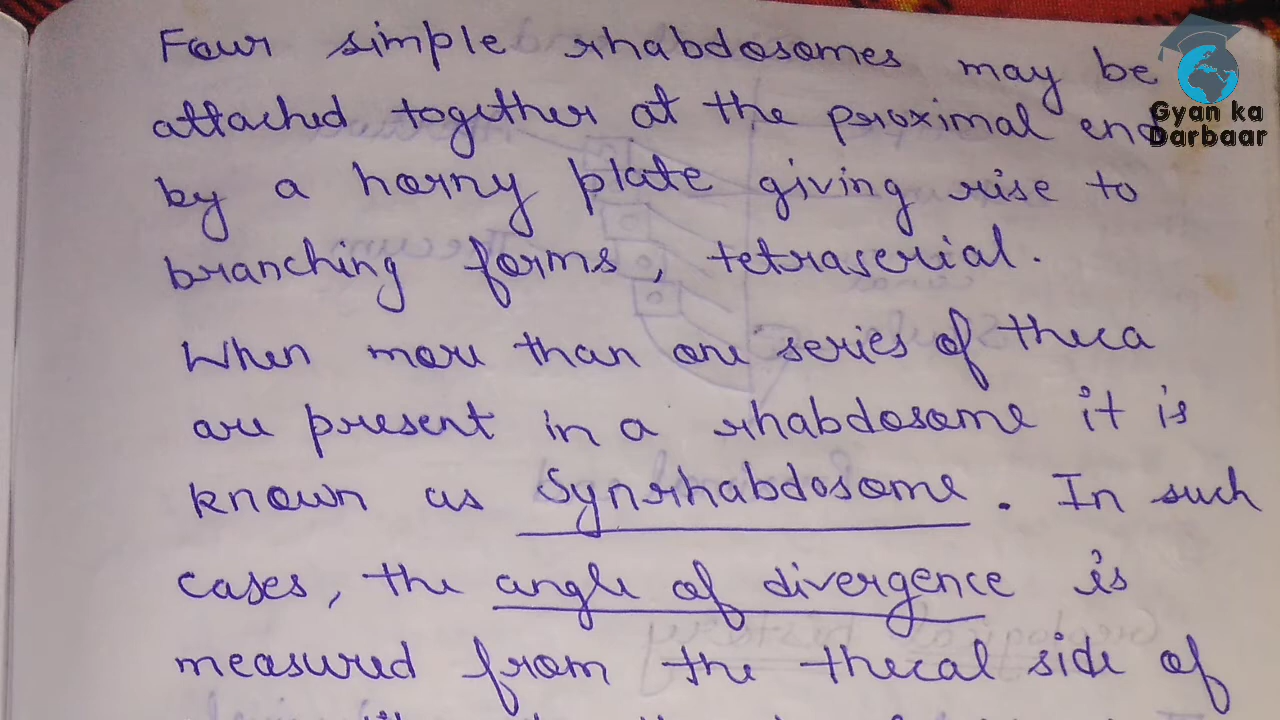 Four simple rhabdosomes may be
attached together at the proximal end
by a horny plate giving rise to
branching forms, tetraserial.
When more than one series of theca
are present in a rhabdosome it is
known as Synrhabdosome. In such
cases, the angle of divergence is
measured from the thecal side of
Gyan ka
Darbaar